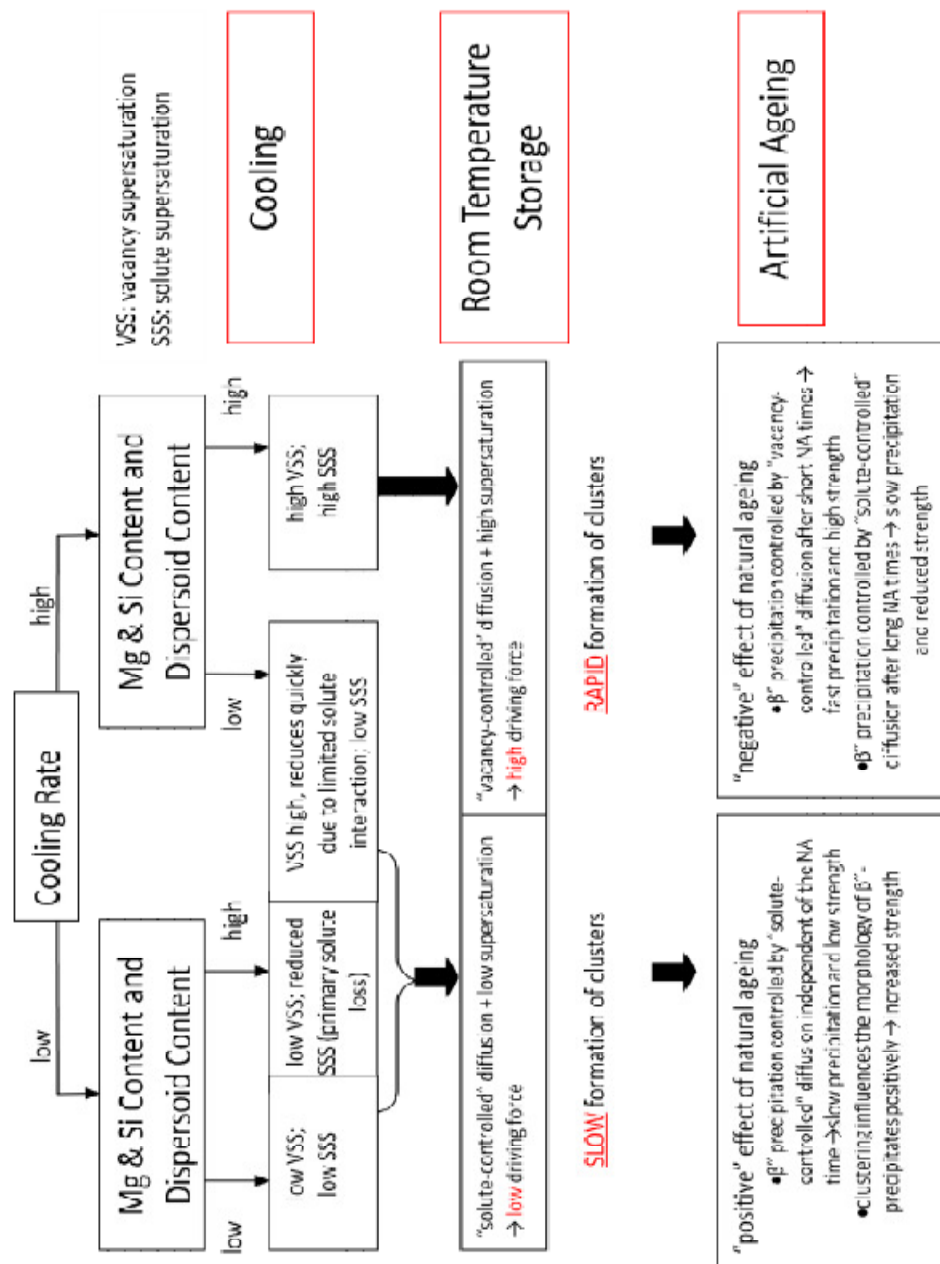 VSS: vacancy supersaturation
SSS: solute supersaturation
Cooling Rate
low
high
Mg & Si Content and
Dispersoid Content
Mg & Si Content and
Dispersoid Content
low
high
low
high
Cooling
ow VSS;
low SSS
low VSS; reduced
SSS (primary solute
loss)
VSS high, reduces quickly
due to limited solute
interaction; low SSS
high VSS;
high SSS
Room Temperature
Storage
"solute-controlled" diffus on + low supersaturation
→ low driving force
"vacancy-controlled" diffusion + high supersaturation
→ high driving force
SLOW formation of clusters
RAPID formation of clusters
Artificial Ageing
"positive" effect of natural ageing
•β" precipitation controlled by "solute-
controlled" diffus on independent of the NA
time → slow precipitation and low strength
•clustering influences the morphology of β"-
precipitates positively → ncreased strength
"negative" effect of natural ageing
•β" precipitation controlled by "vacancy-
controlled" diffusion after short NA times →
fast precipitation and high strength
•β" precipitation controlled by "solute-controlled"
diffusion after long NA times → slow precipitation
and reduced strength